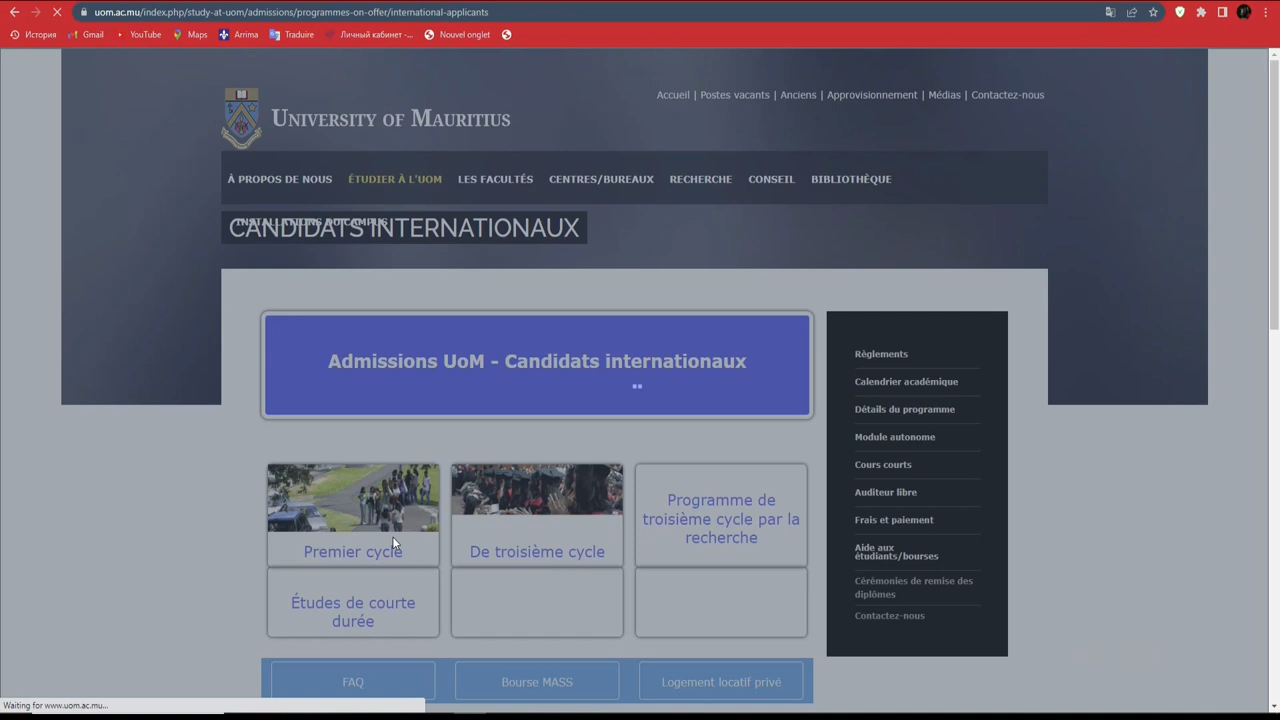 uom.ac.mu/index.php/study-at-uom/admissions/programmes-on-offer/international-applicants
История Gmail YouTube Maps Arrima Traduire Личный кабинет -... Nouvel onglet
Accueil | Postes vacants | Anciens | Approvisionnement | Médias | Contactez-nous
UNIVERSITY OF MAURITIUS
À PROPOS DE NOUS ÉTUDIER À L'UOM LES FACULTÉS CENTRES/BUREAUX RECHERCHE CONSEIL BIBLIOTHÈQUE
INSTALLATIONS DU CAMPUS
CANDIDATS INTERNATIONAUX
Admissions UoM - Candidats internationaux
Premier cycle
De troisième cycle
Programme de
troisième cycle par la
recherche
Études de courte
durée
FAQ
Bourse MASS
Logement locatif privé
Règlements
Calendrier académique
Détails du programme
Module autonome
Cours courts
Auditeur libre
Frais et paiement
Aide aux
étudiants/bourses
Cérémonies de remise des
diplômes
Contactez-nous
Waiting for www.uom.ac.mu...